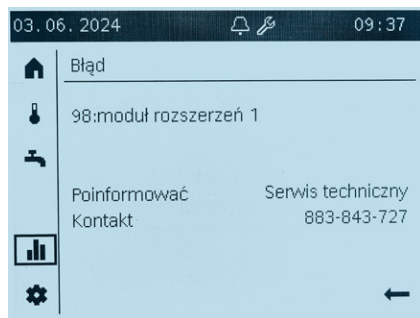 03.06.2024 09:37
Błąd
98:moduł rozszerzeń 1
Poinformować Serwis techniczny
Kontakt 883-843-727